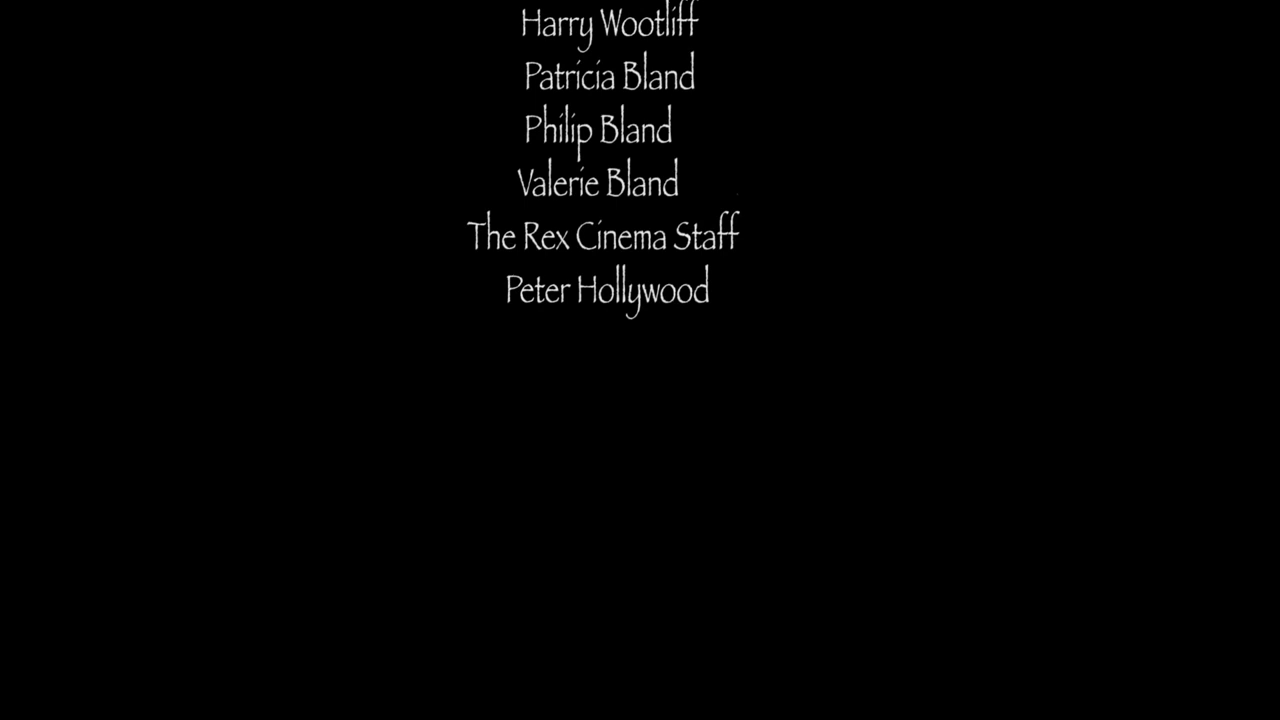 Harry Wootliff
Patricia Bland
Philip Bland
Valerie Bland
The Rex Cinema Staff
Peter Hollywood